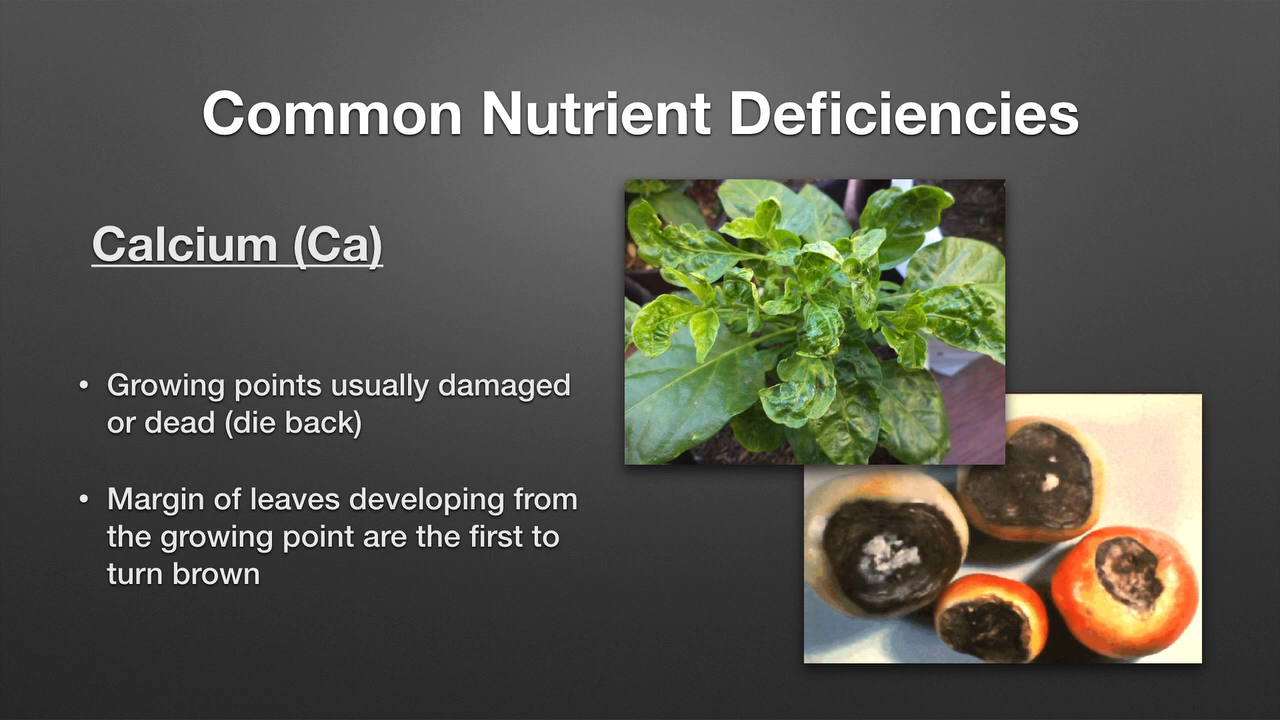 Common Nutrient Deficiencies
Calcium (Ca)
• Growing points usually damaged
or dead (die back)
• Margin of leaves developing from
the growing point are the first to
turn brown